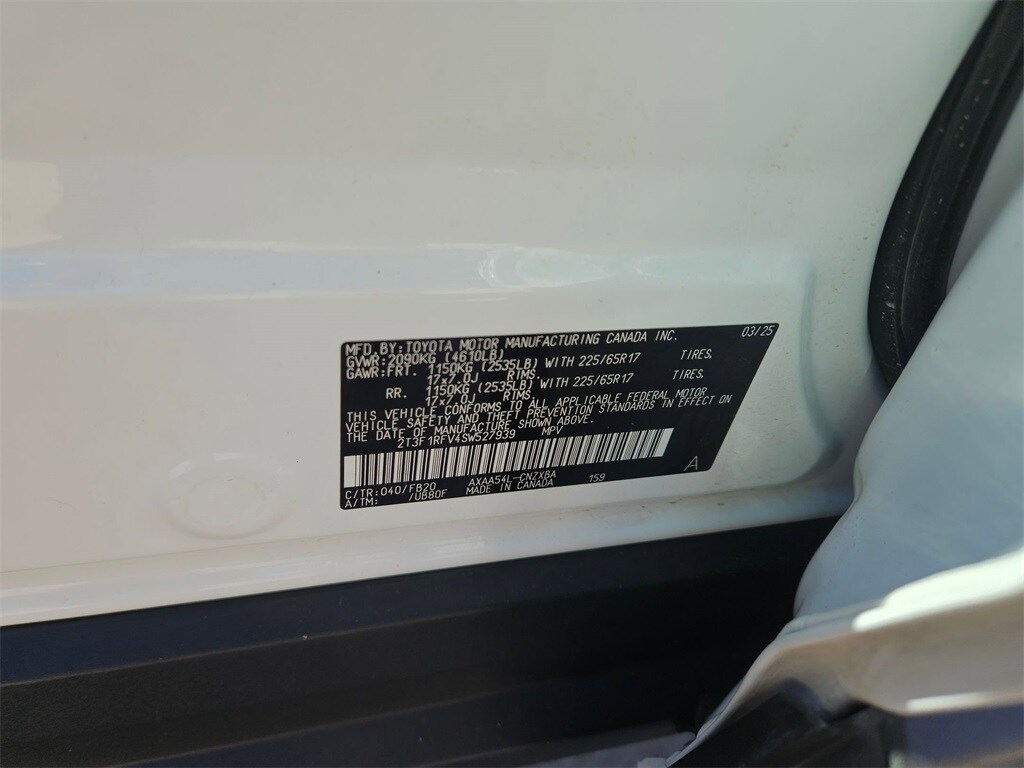 MFD. BY: TOYOTA MOTOR MANUFACTURING CANADA INC. 03/25
GVWR: 2090KG (4610LB)
GAWR: FRT. 1150KG (2535LB) WITH 225/65R17 TIRES,
17x7.0J RIMS,
RR. 1150KG (2535LB) WITH 225/65R17 TIRES,
17x7.0J RIMS,
THIS VEHICLE CONFORMS TO ALL APPLICABLE FEDERAL MOTOR
VEHICLE SAFETY AND THEFT PREVENTION STANDARDS IN EFFECT ON
THE DATE OF MANUFACTURE SHOWN ABOVE.
2T3F1RFV4SW527939 MPV
A
C/TR: 040/FB20 AXAA54L-CNZXBA 159
A/TM: /UB80F MADE IN CANADA